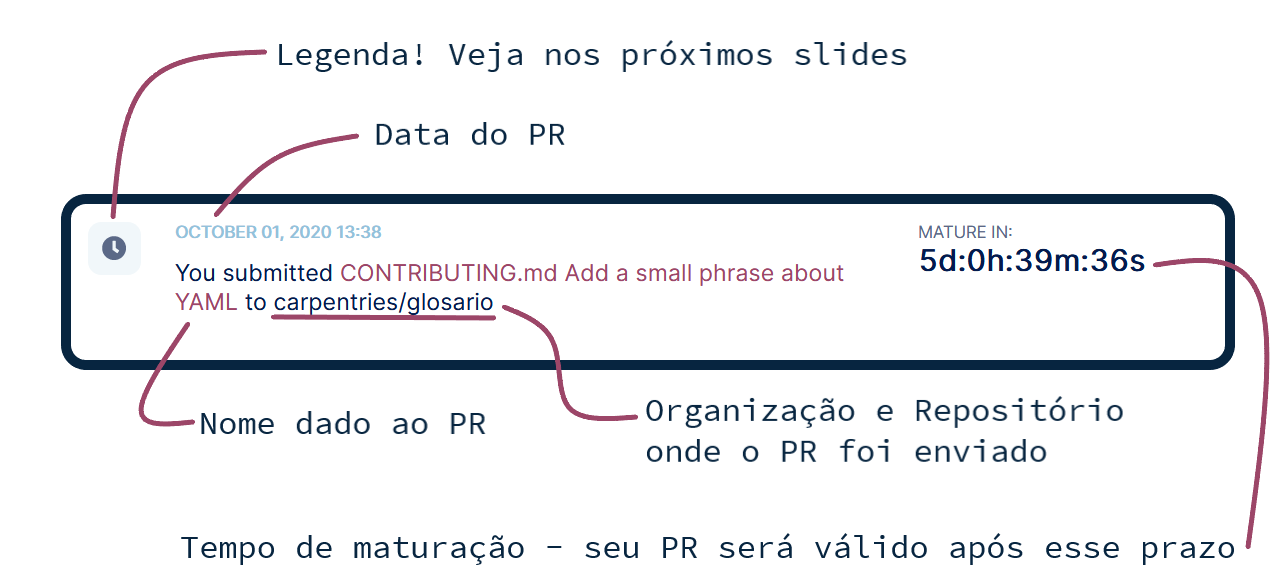 Legenda! Veja nos próximos slides
Data do PR
OCTOBER 01, 2020 13:38
You submitted CONTRIBUTING.md Add a small phrase about
YAML to carpentries/glosario
MATURE IN:
5d:0h:39m:36s
Nome dado ao PR
Organização e Repositório
onde o PR foi enviado
Tempo de maturação - seu PR será válido após esse prazo